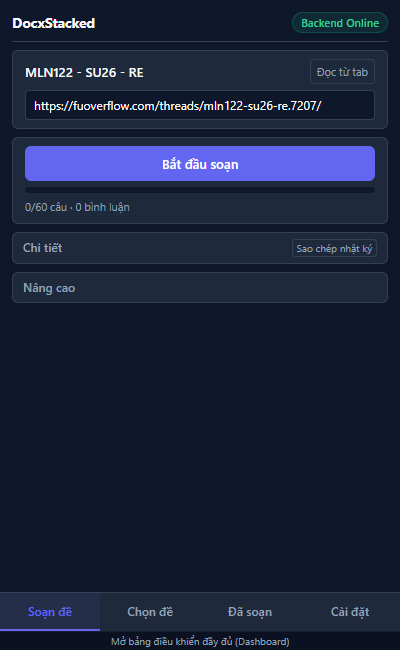 DocxStacked
Backend Online
MLN122 - SU26 - RE
Đọc từ tab
https://fuoverflow.com/threads/mln122-su26-re.7207/
Bắt đầu soạn
0/60 câu · 0 bình luận
Chi tiết
Sao chép nhật ký
Nâng cao
Soạn đề
Chọn đề
Đã soạn
Cài đặt
Mở bảng điều khiển đầy đủ (Dashboard)